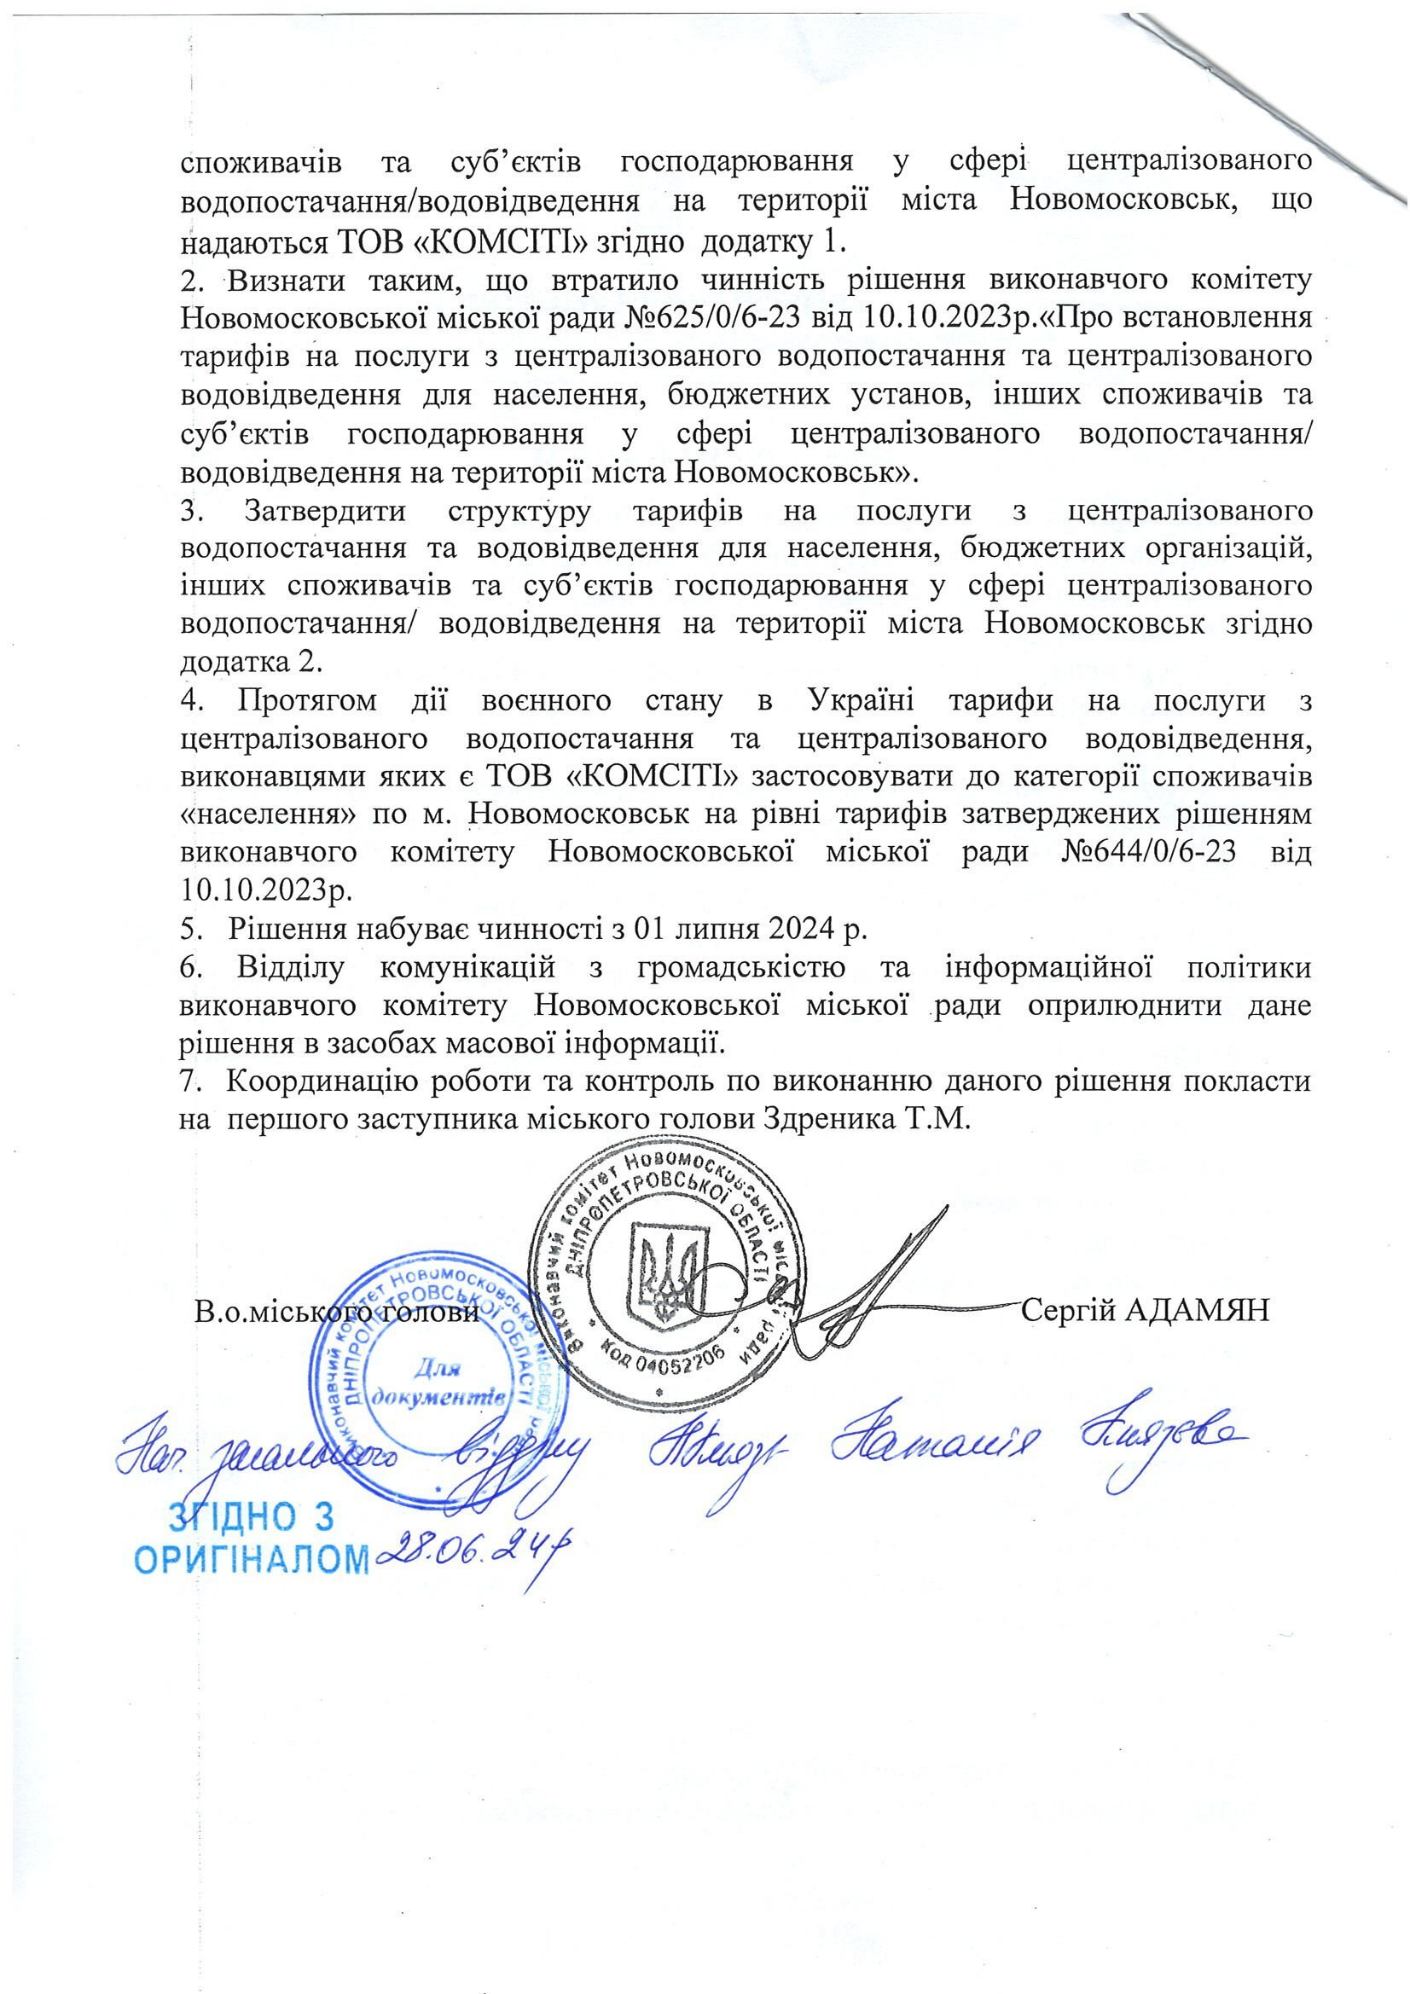 споживачів та суб’єктів господарювання у сфері централізованого
водопостачання/водовідведення на території міста Новомосковськ, що
надаються ТОВ «КОМСІТІ» згідно додатку 1.
2. Визнати таким, що втратило чинність рішення виконавчого комітету
Новомосковської міської ради №625/0/6-23 від 10.10.2023р.«Про встановлення
тарифів на послуги з централізованого водопостачання та централізованого
водовідведення для населення, бюджетних установ, інших споживачів та
суб’єктів господарювання у сфері централізованого водопостачання/
водовідведення на території міста Новомосковськ».
3. Затвердити структуру тарифів на послуги з централізованого
водопостачання та водовідведення для населення, бюджетних організацій,
інших споживачів та суб’єктів господарювання у сфері централізованого
водопостачання/ водовідведення на території міста Новомосковськ згідно
додатка 2.
4. Протягом дії воєнного стану в Україні тарифи на послуги з
централізованого водопостачання та централізованого водовідведення,
виконавцями яких є ТОВ «КОМСІТІ» застосовувати до категорії споживачів
«населення» по м. Новомосковськ на рівні тарифів затверджених рішенням
виконавчого комітету Новомосковської міської ради №644/0/6-23 від
10.10.2023р.
5. Рішення набуває чинності з 01 липня 2024 р.
6. Відділу комунікацій з громадськістю та інформаційної політики
виконавчого комітету Новомосковської міської ради оприлюднити дане
рішення в засобах масової інформації.
7. Координацію роботи та контроль по виконанню даного рішення покласти
на першого заступника міського голови Здреника Т.М.
Виконавчий комітет Новомосковської міської ради
ДНІПРОПЕТРОВСЬКОЇ ОБЛАСТІ
код 04052206
В.о.міського голови Сергій АДАМЯН
Виконавчий комітет Новомосковської міської ради
ДНІПРОПЕТРОВСЬКОЇ ОБЛАСТІ
Для
документів
Нач. загального відділу Наталія Князєва
ЗГІДНО З
ОРИГІНАЛОМ 28.06.24р